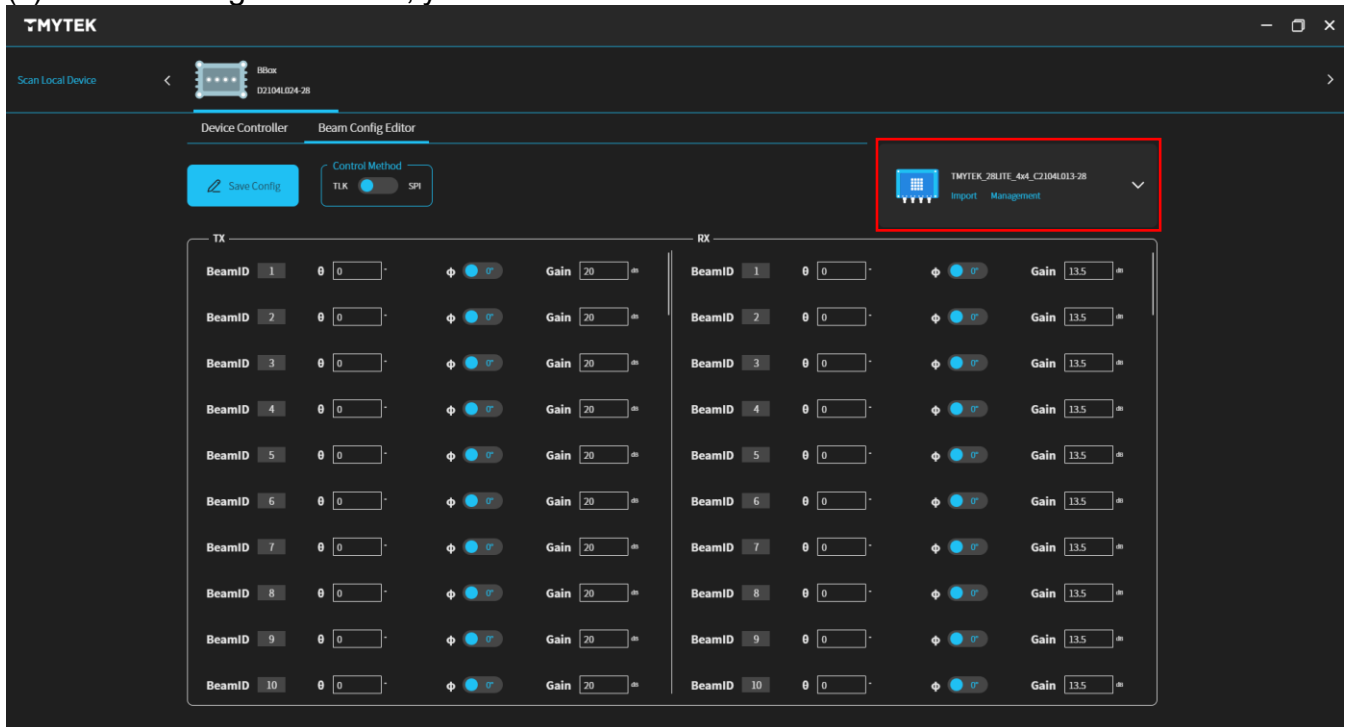 TMYTEK
Scan Local Device
BBox
D2104L024-28
Device Controller Beam Config Editor
Save Config
Control Method
TLK SPI
TMYTEK_28LITE_4x4_C2104L013-28
Import Management
TX RX
BeamID 1 θ 0 ° ϕ 0° Gain 20 dB BeamID 1 θ 0 ° ϕ 0° Gain 13.5 dB
BeamID 2 θ 0 ° ϕ 0° Gain 20 dB BeamID 2 θ 0 ° ϕ 0° Gain 13.5 dB
BeamID 3 θ 0 ° ϕ 0° Gain 20 dB BeamID 3 θ 0 ° ϕ 0° Gain 13.5 dB
BeamID 4 θ 0 ° ϕ 0° Gain 20 dB BeamID 4 θ 0 ° ϕ 0° Gain 13.5 dB
BeamID 5 θ 0 ° ϕ 0° Gain 20 dB BeamID 5 θ 0 ° ϕ 0° Gain 13.5 dB
BeamID 6 θ 0 ° ϕ 0° Gain 20 dB BeamID 6 θ 0 ° ϕ 0° Gain 13.5 dB
BeamID 7 θ 0 ° ϕ 0° Gain 20 dB BeamID 7 θ 0 ° ϕ 0° Gain 13.5 dB
BeamID 8 θ 0 ° ϕ 0° Gain 20 dB BeamID 8 θ 0 ° ϕ 0° Gain 13.5 dB
BeamID 9 θ 0 ° ϕ 0° Gain 20 dB BeamID 9 θ 0 ° ϕ 0° Gain 13.5 dB
BeamID 10 θ 0 ° ϕ 0° Gain 20 dB BeamID 10 θ 0 ° ϕ 0° Gain 13.5 dB